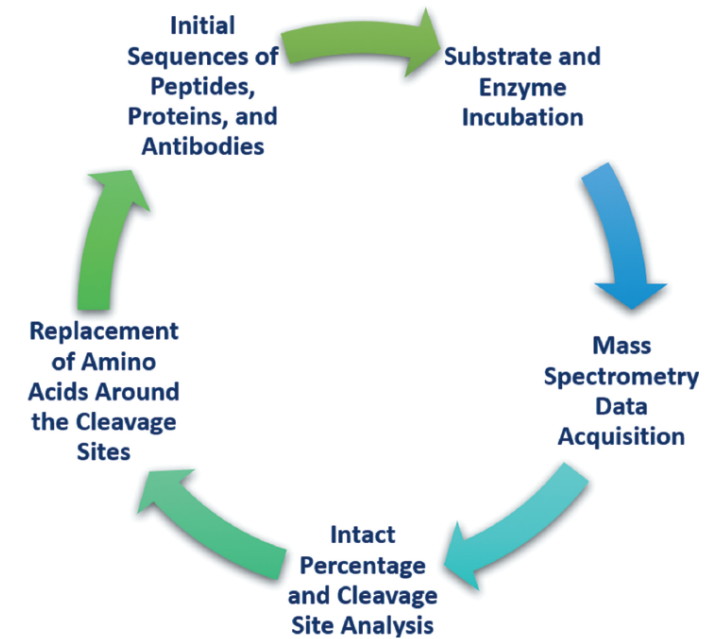 Initial
Sequences of
Peptides,
Proteins, and
Antibodies
Substrate and
Enzyme
Incubation
Mass
Spectrometry
Data
Acquisition
Intact
Percentage
and Cleavage
Site Analysis
Replacement
of Amino
Acids Around
the Cleavage
Sites